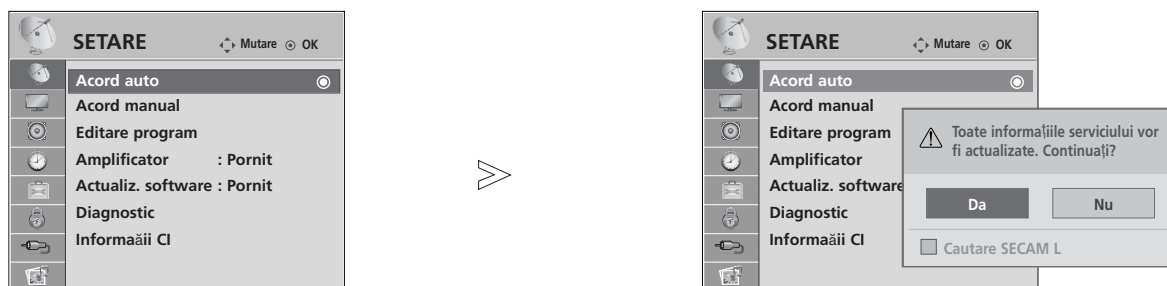 SETARE Mutare OK
Acord auto
Acord manual
Editare program
Amplificator : Pornit
Actualiz. software : Pornit
Diagnostic
Informaăii CI
SETARE Mutare OK
Acord auto
Acord manual
Editare program
Amplificator
Actualiz. software
Diagnostic
Informaăii CI
Toate informaţiile serviciului vor
fi actualizate. Continuaţi?
Da Nu
Cautare SECAM L